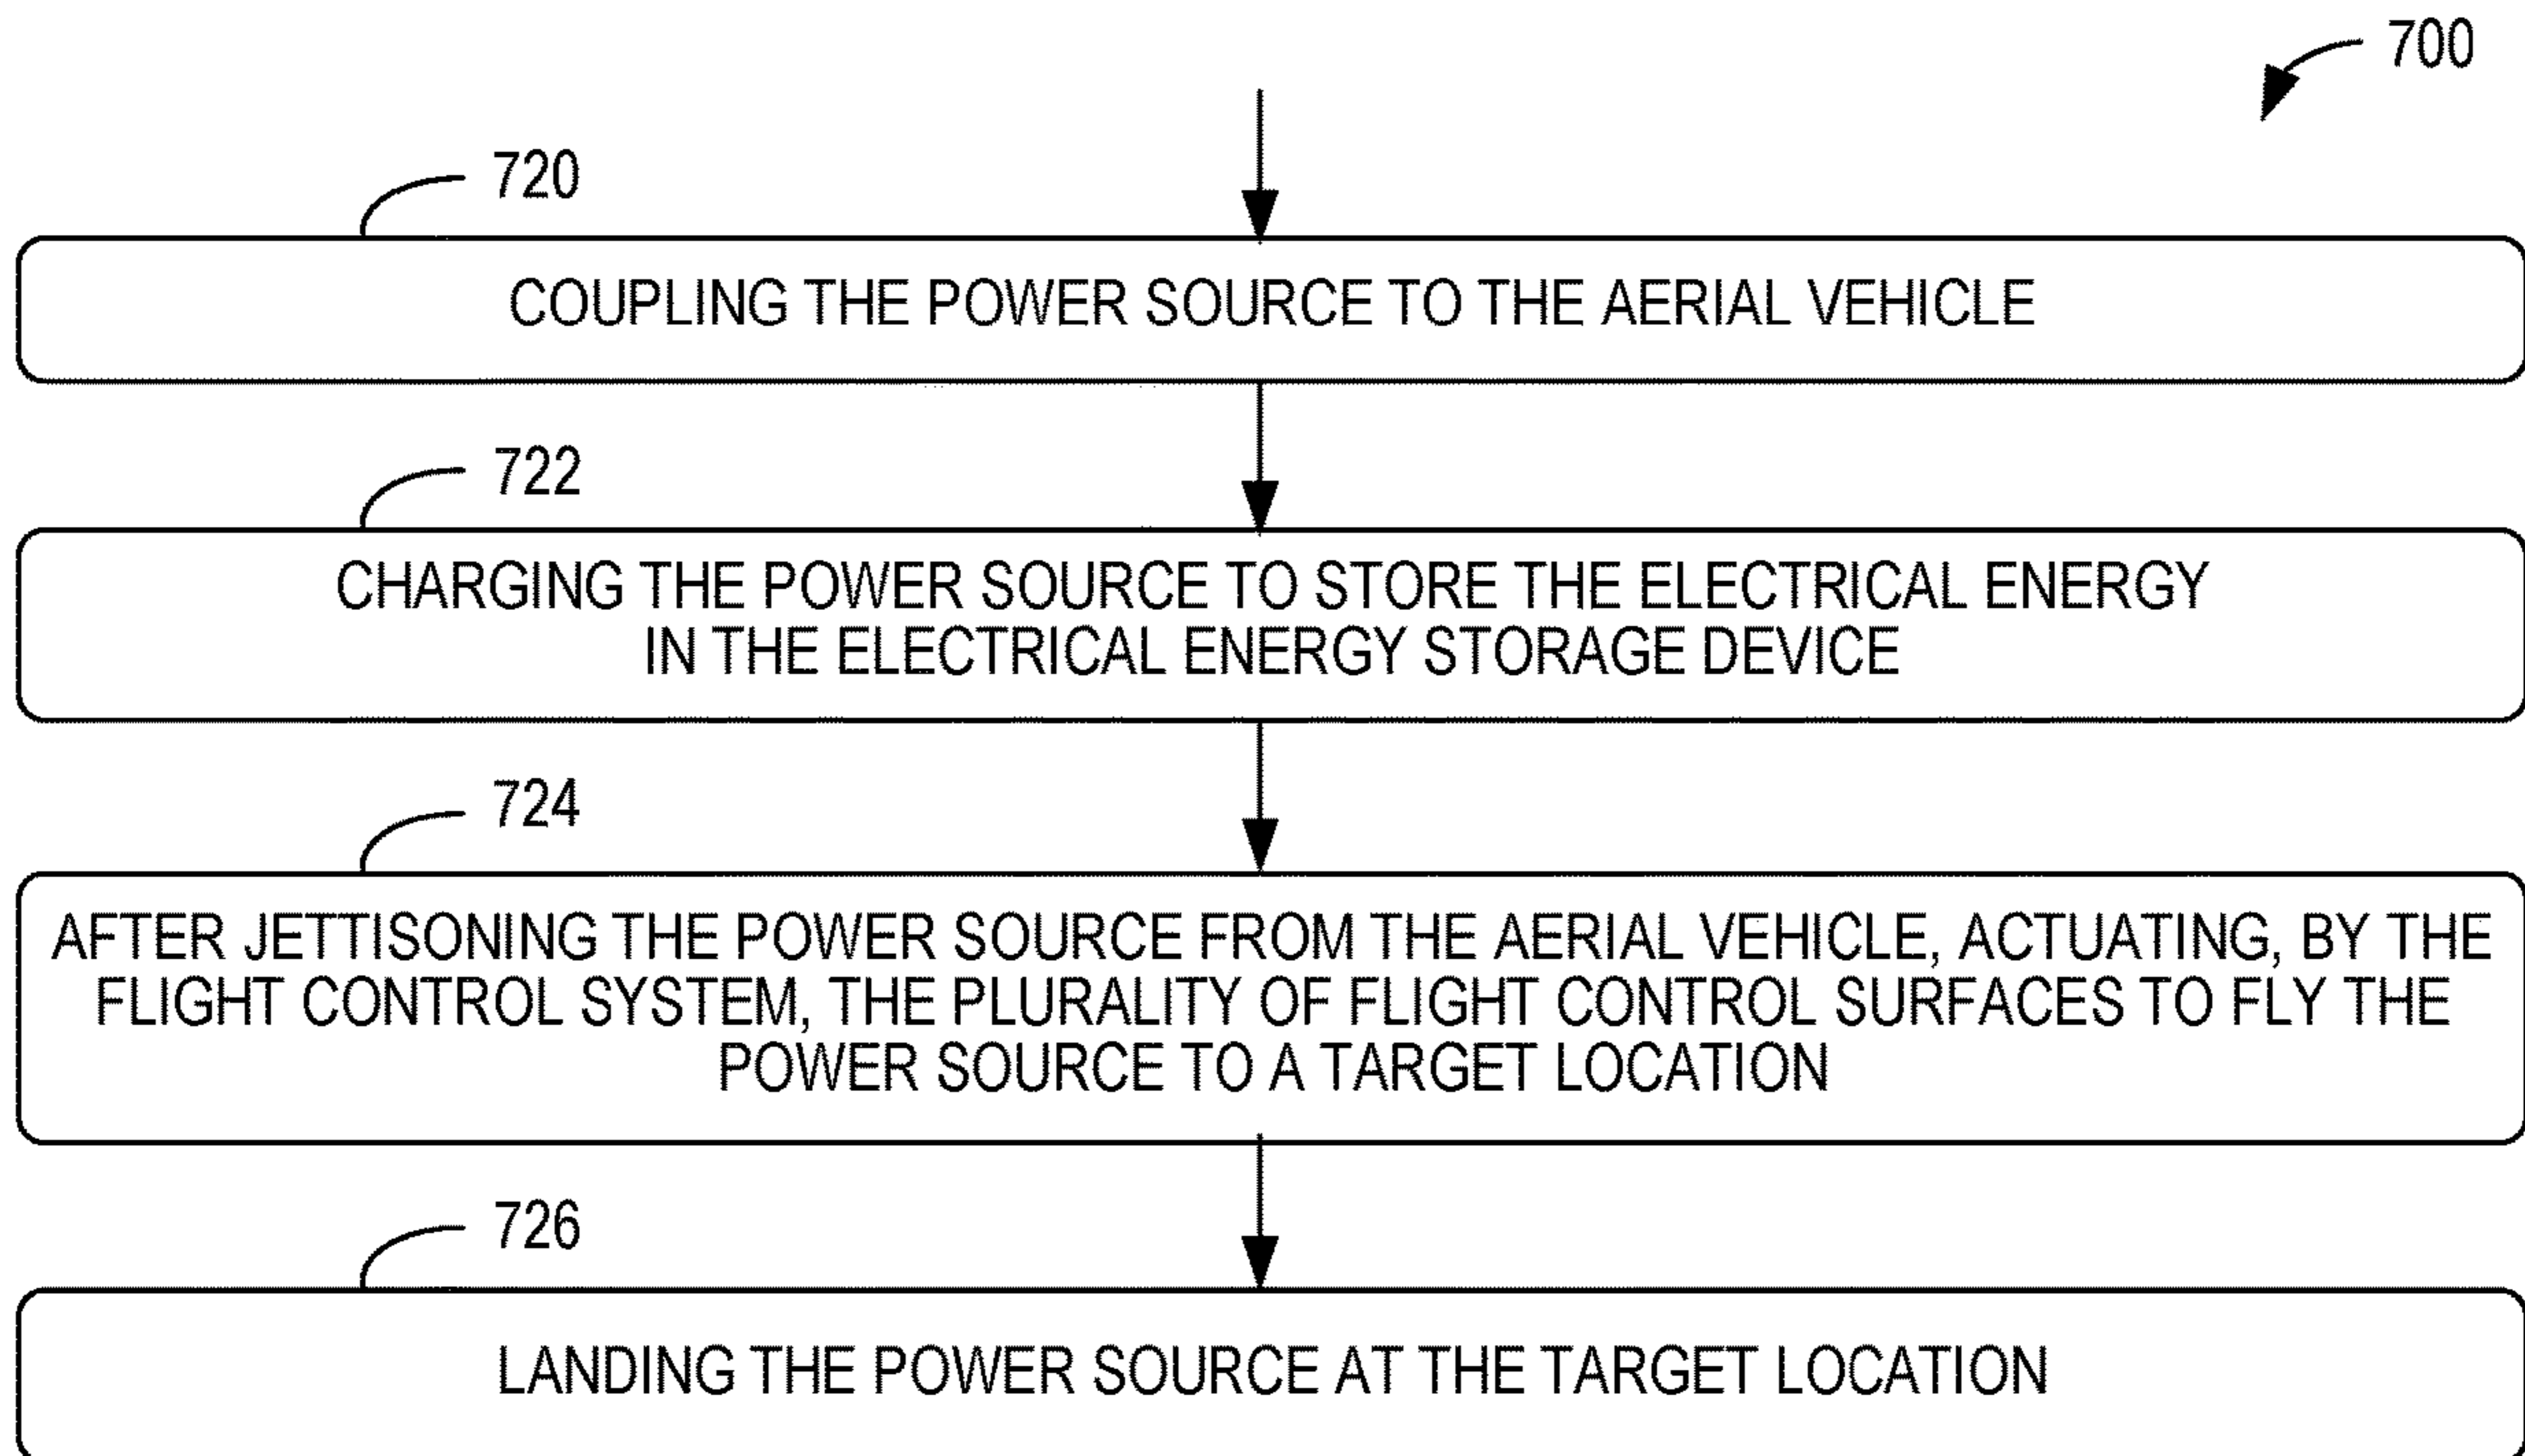 700
720
COUPLING THE POWER SOURCE TO THE AERIAL VEHICLE
722
CHARGING THE POWER SOURCE TO STORE THE ELECTRICAL ENERGY
IN THE ELECTRICAL ENERGY STORAGE DEVICE
724
AFTER JETTISONING THE POWER SOURCE FROM THE AERIAL VEHICLE, ACTUATING, BY THE
FLIGHT CONTROL SYSTEM, THE PLURALITY OF FLIGHT CONTROL SURFACES TO FLY THE
POWER SOURCE TO A TARGET LOCATION
726
LANDING THE POWER SOURCE AT THE TARGET LOCATION